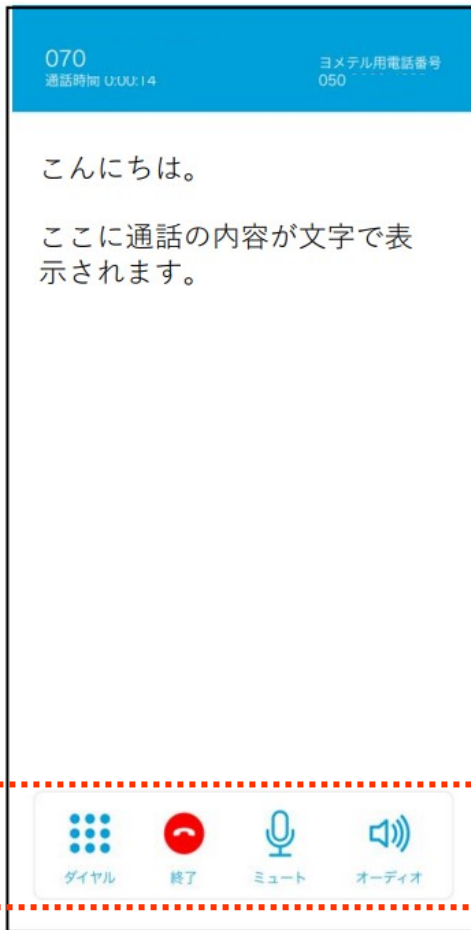 070
通話時間 0:00:14
ヨメテル用電話番号
050
こんにちは。
ここに通話の内容が文字で表
示されます。
ダイヤル
終了
ミュート
オーディオ